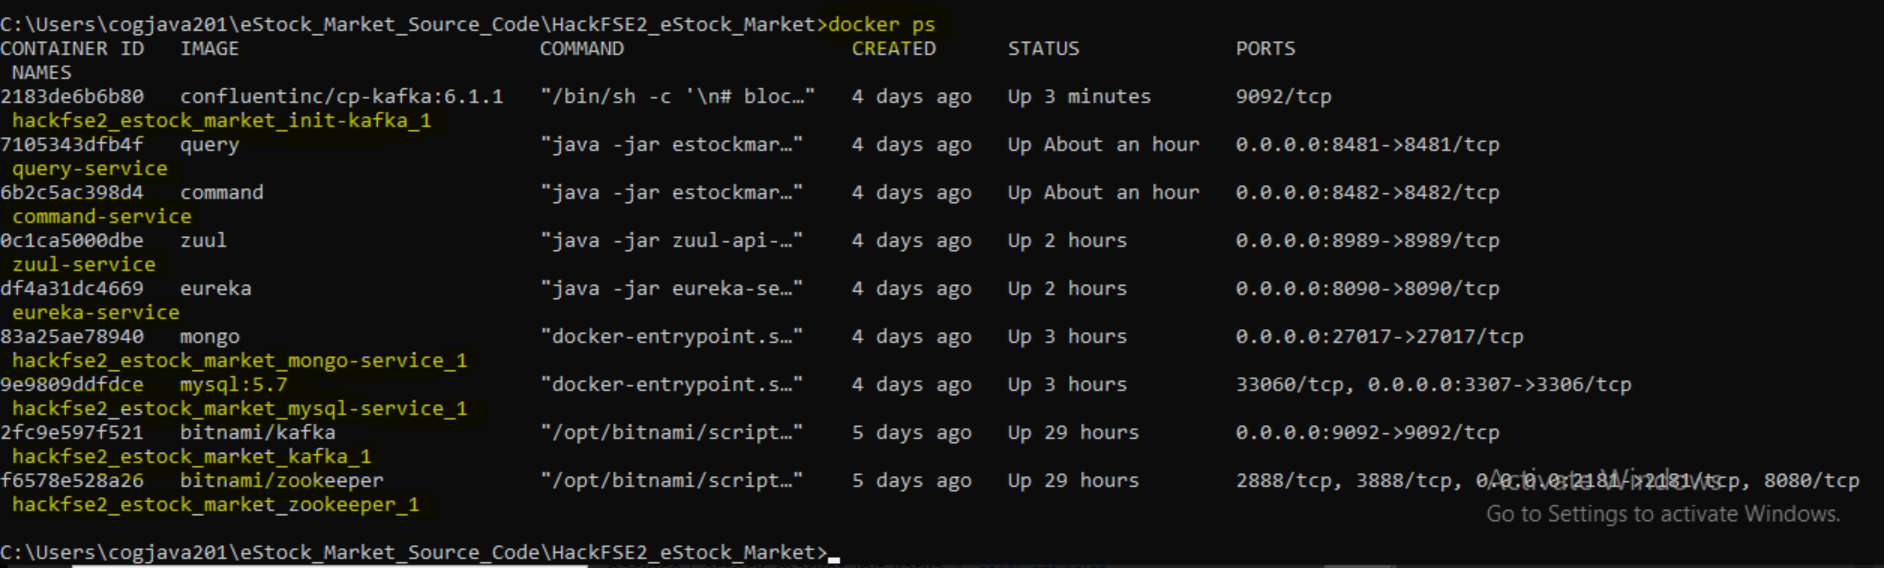 C:\Users\cogjava201\eStock_Market_Source_Code\HackFSE2_eStock_Market>docker ps
CONTAINER ID   IMAGE                         COMMAND                   CREATED      STATUS             PORTS
 NAMES
2183de6b6b80   confluentinc/cp-kafka:6.1.1   "/bin/sh -c '\n# bloc…"   4 days ago   Up 3 minutes       9092/tcp
 hackfse2_estock_market_init-kafka_1
7105343dfb4f   query                         "java -jar estockmar…"    4 days ago   Up About an hour   0.0.0.0:8481->8481/tcp
 query-service
6b2c5ac398d4   command                       "java -jar estockmar…"    4 days ago   Up About an hour   0.0.0.0:8482->8482/tcp
 command-service
0c1ca5000dbe   zuul                          "java -jar zuul-api-…"    4 days ago   Up 2 hours         0.0.0.0:8989->8989/tcp
 zuul-service
df4a31dc4669   eureka                        "java -jar eureka-se…"    4 days ago   Up 2 hours         0.0.0.0:8090->8090/tcp
 eureka-service
83a25ae78940   mongo                         "docker-entrypoint.s…"    4 days ago   Up 3 hours         0.0.0.0:27017->27017/tcp
 hackfse2_estock_market_mongo-service_1
9e9809ddfdce   mysql:5.7                     "docker-entrypoint.s…"    4 days ago   Up 3 hours         33060/tcp, 0.0.0.0:3307->3306/tcp
 hackfse2_estock_market_mysql-service_1
2fc9e597f521   bitnami/kafka                 "/opt/bitnami/script…"    5 days ago   Up 29 hours        0.0.0.0:9092->9092/tcp
 hackfse2_estock_market_kafka_1
f6578e528a26   bitnami/zookeeper             "/opt/bitnami/script…"    5 days ago   Up 29 hours        2888/tcp, 3888/tcp, 0.0.0.0:2181->2181/tcp, 8080/tcp
 hackfse2_estock_market_zookeeper_1
Activate Windows
Go to Settings to activate Windows.
C:\Users\cogjava201\eStock_Market_Source_Code\HackFSE2_eStock_Market>